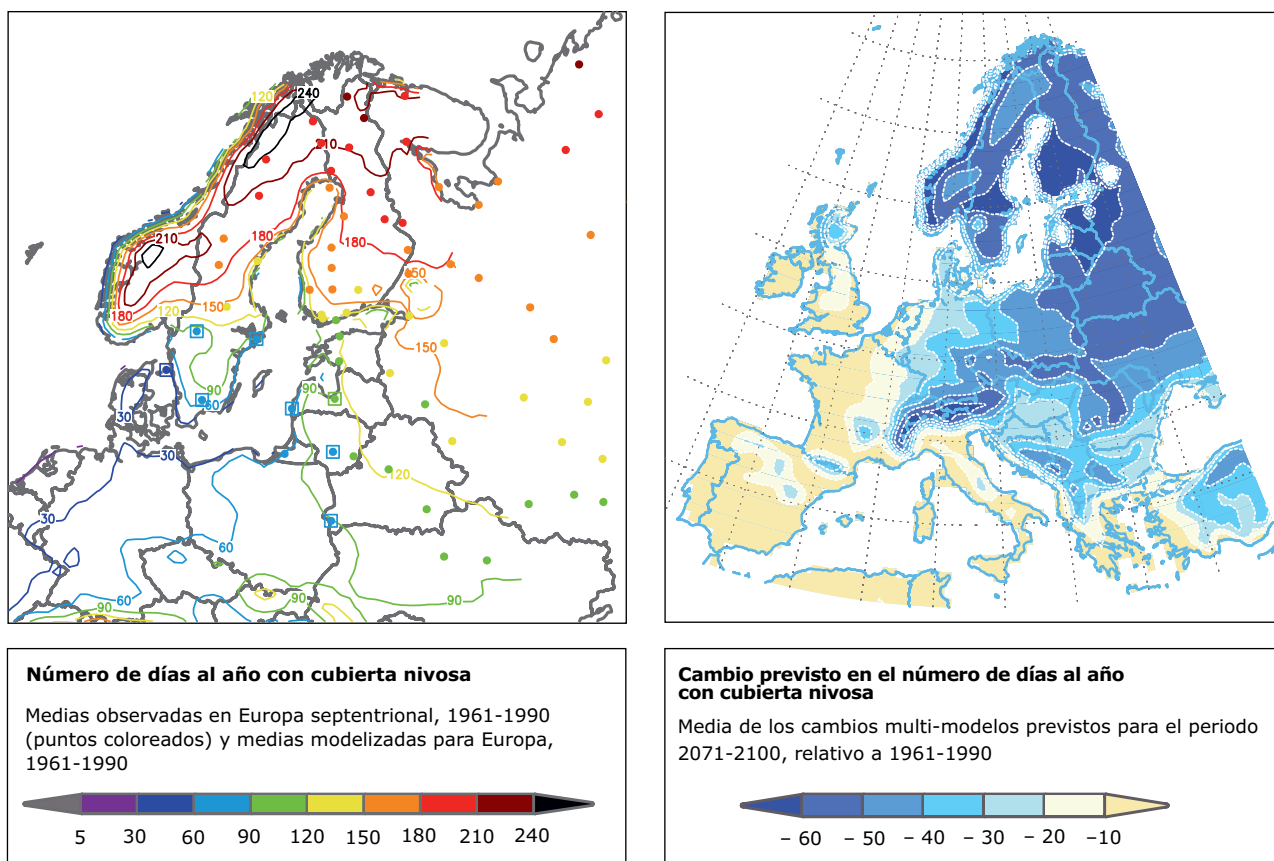 120
240
210
210
180
180
180
150
150
120
150
90
90
60
30
30
120
30
60
90
60
90
Número de días al año con cubierta nivosa
Medias observadas en Europa septentrional, 1961-1990
(puntos coloreados) y medias modelizadas para Europa,
1961-1990
5 30 60 90 120 150 180 210 240
Cambio previsto en el número de días al año
con cubierta nivosa
Media de los cambios multi-modelos previstos para el periodo
2071-2100, relativo a 1961-1990
– 60 – 50 – 40 – 30 – 20 –10